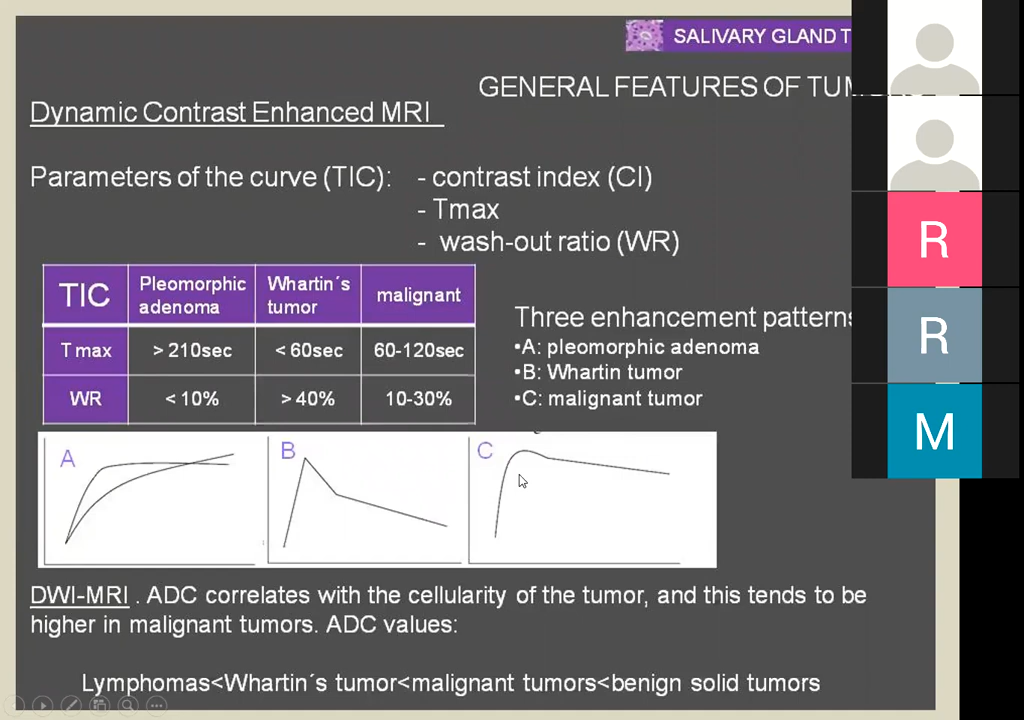 SALIVARY GLAND T
GENERAL FEATURES OF
Dynamic Contrast Enhanced MRI
Parameters of the curve (TIC): - contrast index (CI)
- Tmax
- wash-out ratio (WR)
TIC Pleomorphic adenoma Whartin´s tumor malignant
T max > 210sec < 60sec 60-120sec
WR < 10% > 40% 10-30%
Three enhancement patterns
•A: pleomorphic adenoma
•B: Whartin tumor
•C: malignant tumor
A B C
DWI-MRI . ADC correlates with the cellularity of the tumor, and this tends to be
higher in malignant tumors. ADC values:
Lymphomas<Whartin´s tumor<malignant tumors<benign solid tumors
R
R
M